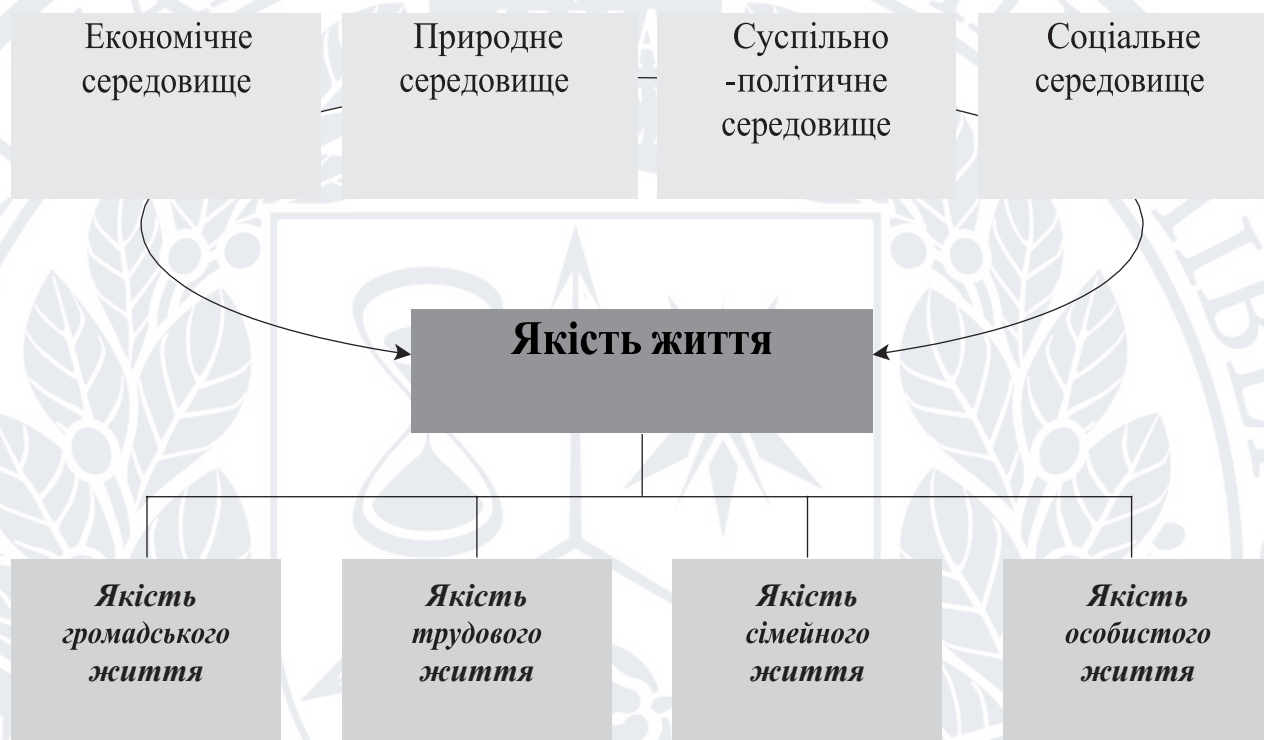 Економічне
середовище
Природне
середовище
Суспільно
-політичне
середовище
Соціальне
середовище
Якість життя
Якість
громадського
життя
Якість
трудового
життя
Якість
сімейного
життя
Якість
особистого
життя